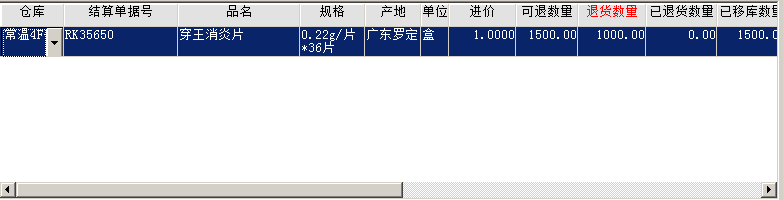 仓库 结算单据号 品名 规格 产地 单位 进价 可退数量 退货数量 已退货数量 已移库数量
常温4F RK35650 穿王消炎片 0.22g/片 广东罗定 盒 1.0000 1500.00 1000.00 0.00 1500.0
*36片